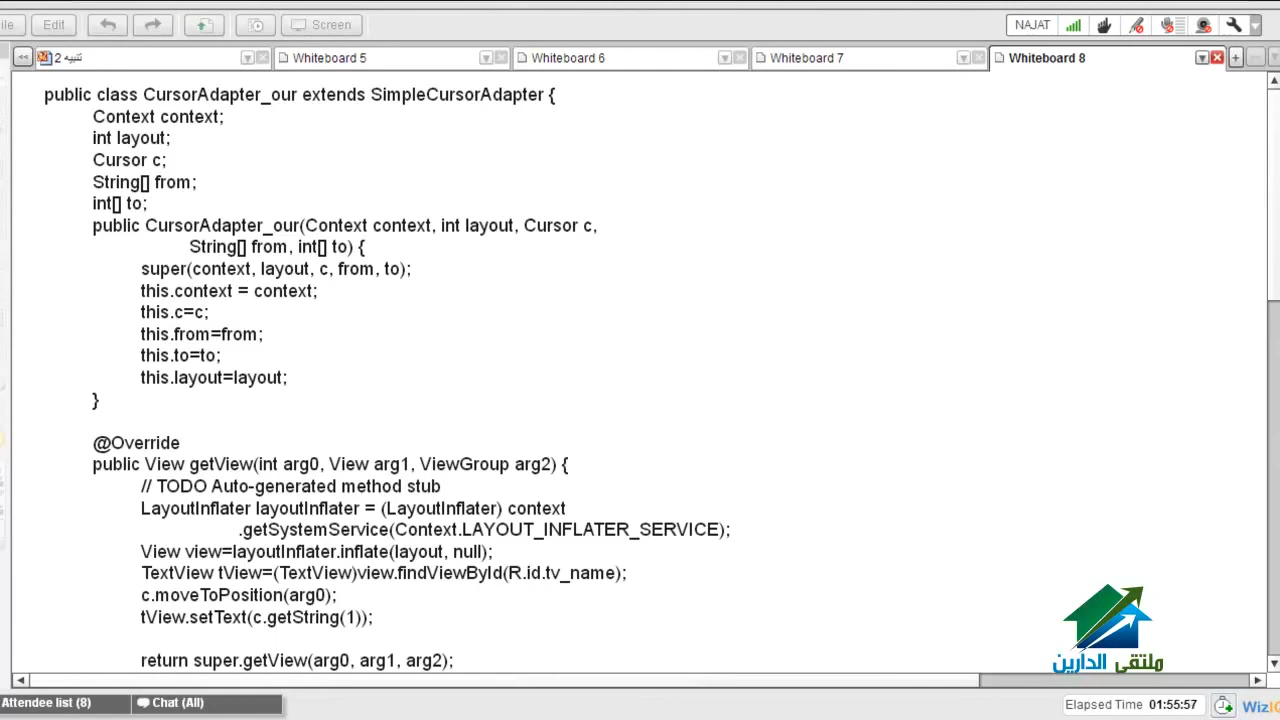 ile Edit Screen NAJAT
<< تنبيه 2 Whiteboard 5 Whiteboard 6 Whiteboard 7 Whiteboard 8
public class CursorAdapter_our extends SimpleCursorAdapter {
Context context;
int layout;
Cursor c;
String[] from;
int[] to;
public CursorAdapter_our(Context context, int layout, Cursor c,
String[] from, int[] to) {
super(context, layout, c, from, to);
this.context = context;
this.c=c;
this.from=from;
this.to=to;
this.layout=layout;
}
@Override
public View getView(int arg0, View arg1, ViewGroup arg2) {
// TODO Auto-generated method stub
LayoutInflater layoutInflater = (LayoutInflater) context
.getSystemService(Context.LAYOUT_INFLATER_SERVICE);
View view=layoutInflater.inflate(layout, null);
TextView tView=(TextView)view.findViewById(R.id.tv_name);
c.moveToPosition(arg0);
tView.setText(c.getString(1));
return super.getView(arg0, arg1, arg2);
ملتقى الدارين
Attendee list (8) Chat (All) Elapsed Time 01:55:57 WizI